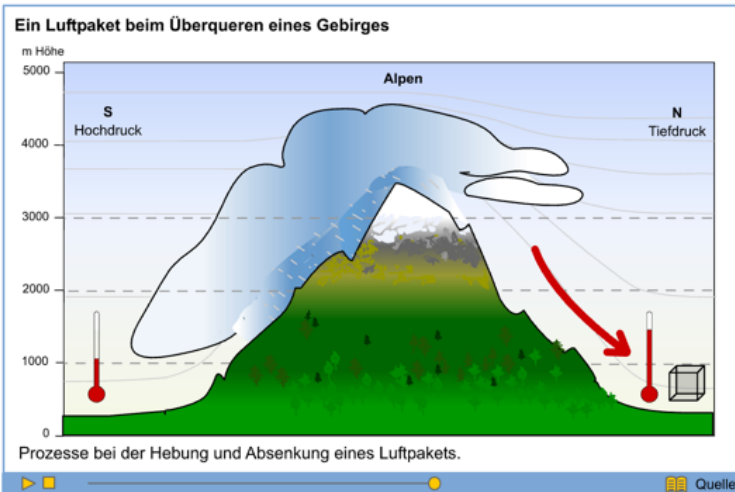 Ein Luftpaket beim Überqueren eines Gebirges
m Höhe
5000
Alpen
S
Hochdruck
N
Tiefdruck
4000
3000
2000
1000
0
Prozesse bei der Hebung und Absenkung eines Luftpakets.
Quelle